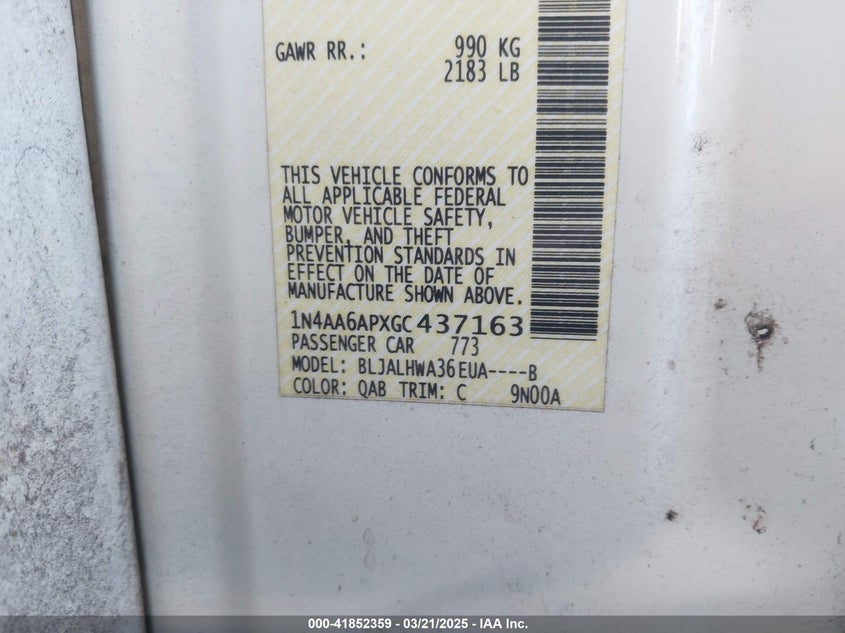 GAWR RR.: 990 KG
2183 LB
THIS VEHICLE CONFORMS TO
ALL APPLICABLE FEDERAL
MOTOR VEHICLE SAFETY,
BUMPER, AND THEFT
PREVENTION STANDARDS IN
EFFECT ON THE DATE OF
MANUFACTURE SHOWN ABOVE.
1N4AA6APXGC437163
PASSENGER CAR 773
MODEL: BLJALHWA36EUA----B
COLOR: QAB TRIM: C 9N00A
000-41852359 / 03/21/2025 - IAA Inc.